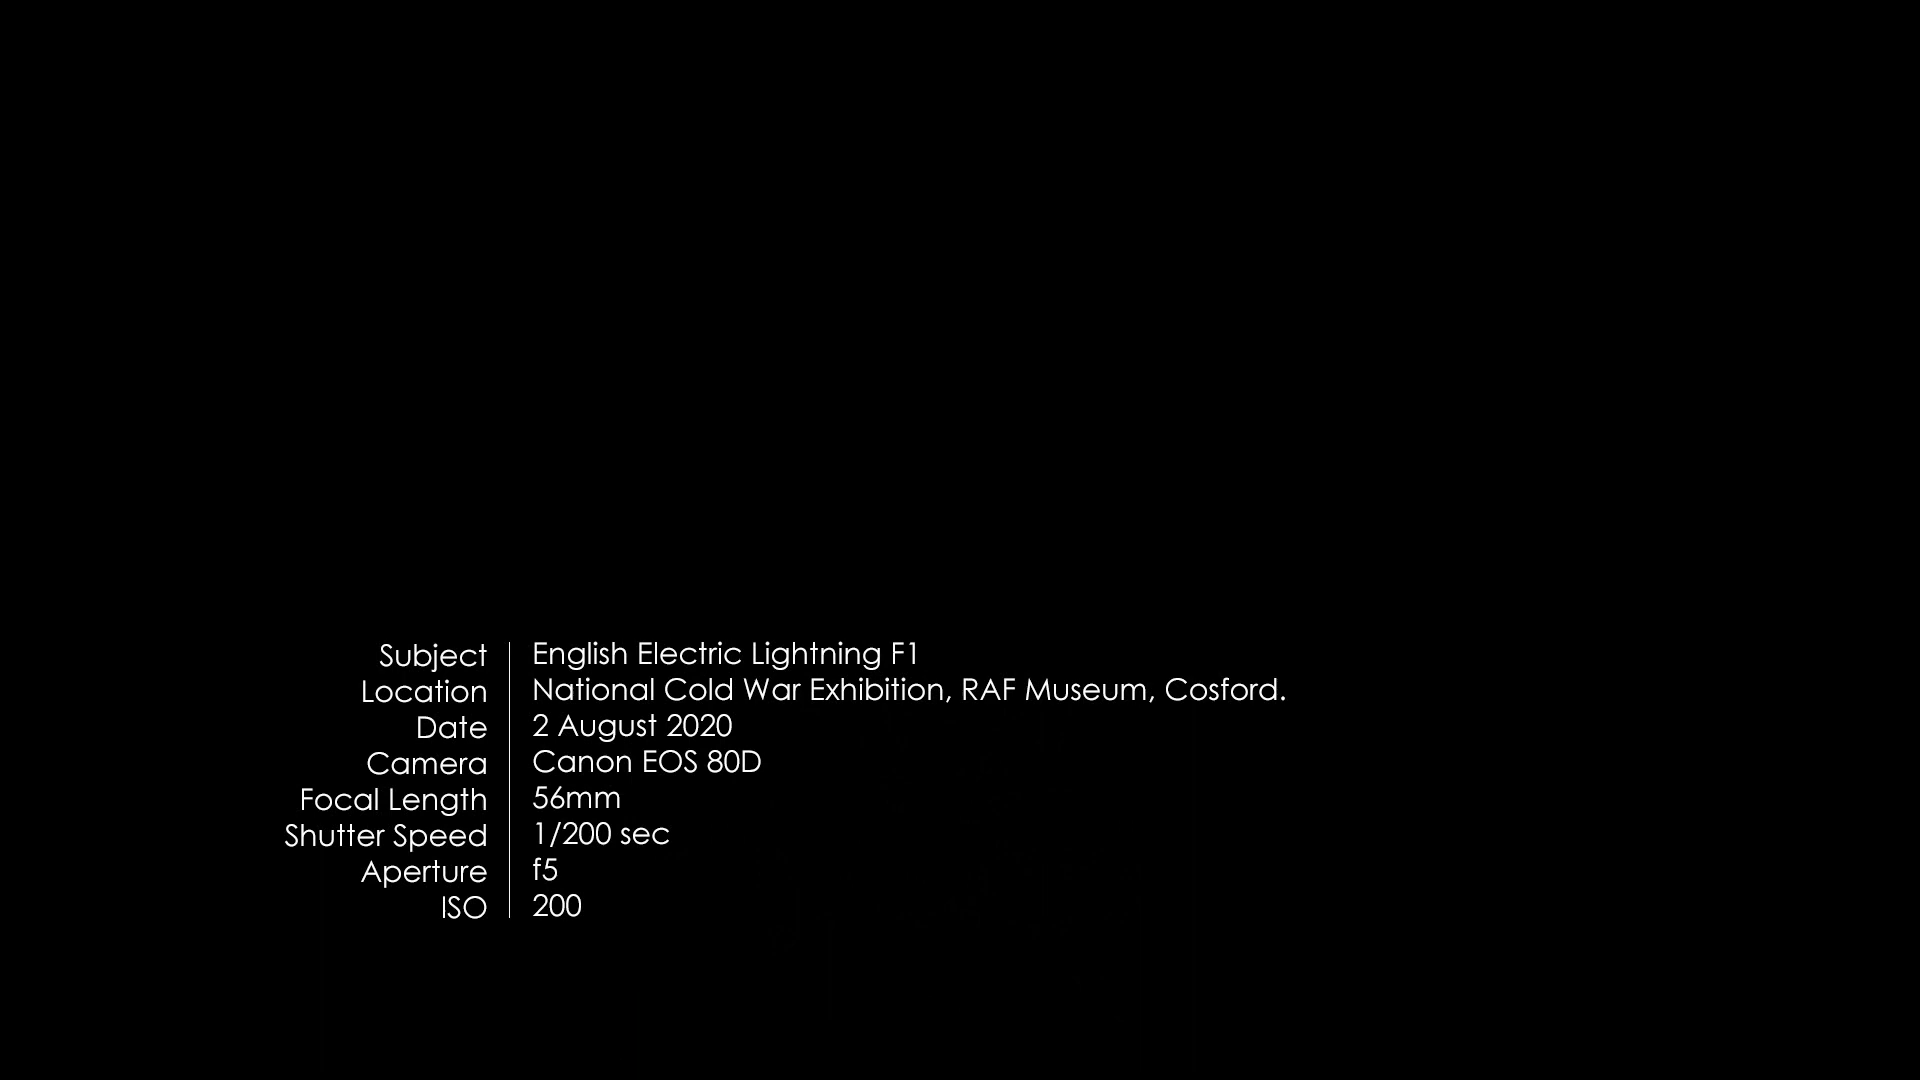 Subject English Electric Lightning F1
Location National Cold War Exhibition, RAF Museum, Cosford.
Date 2 August 2020
Camera Canon EOS 80D
Focal Length 56mm
Shutter Speed 1/200 sec
Aperture f5
ISO 200